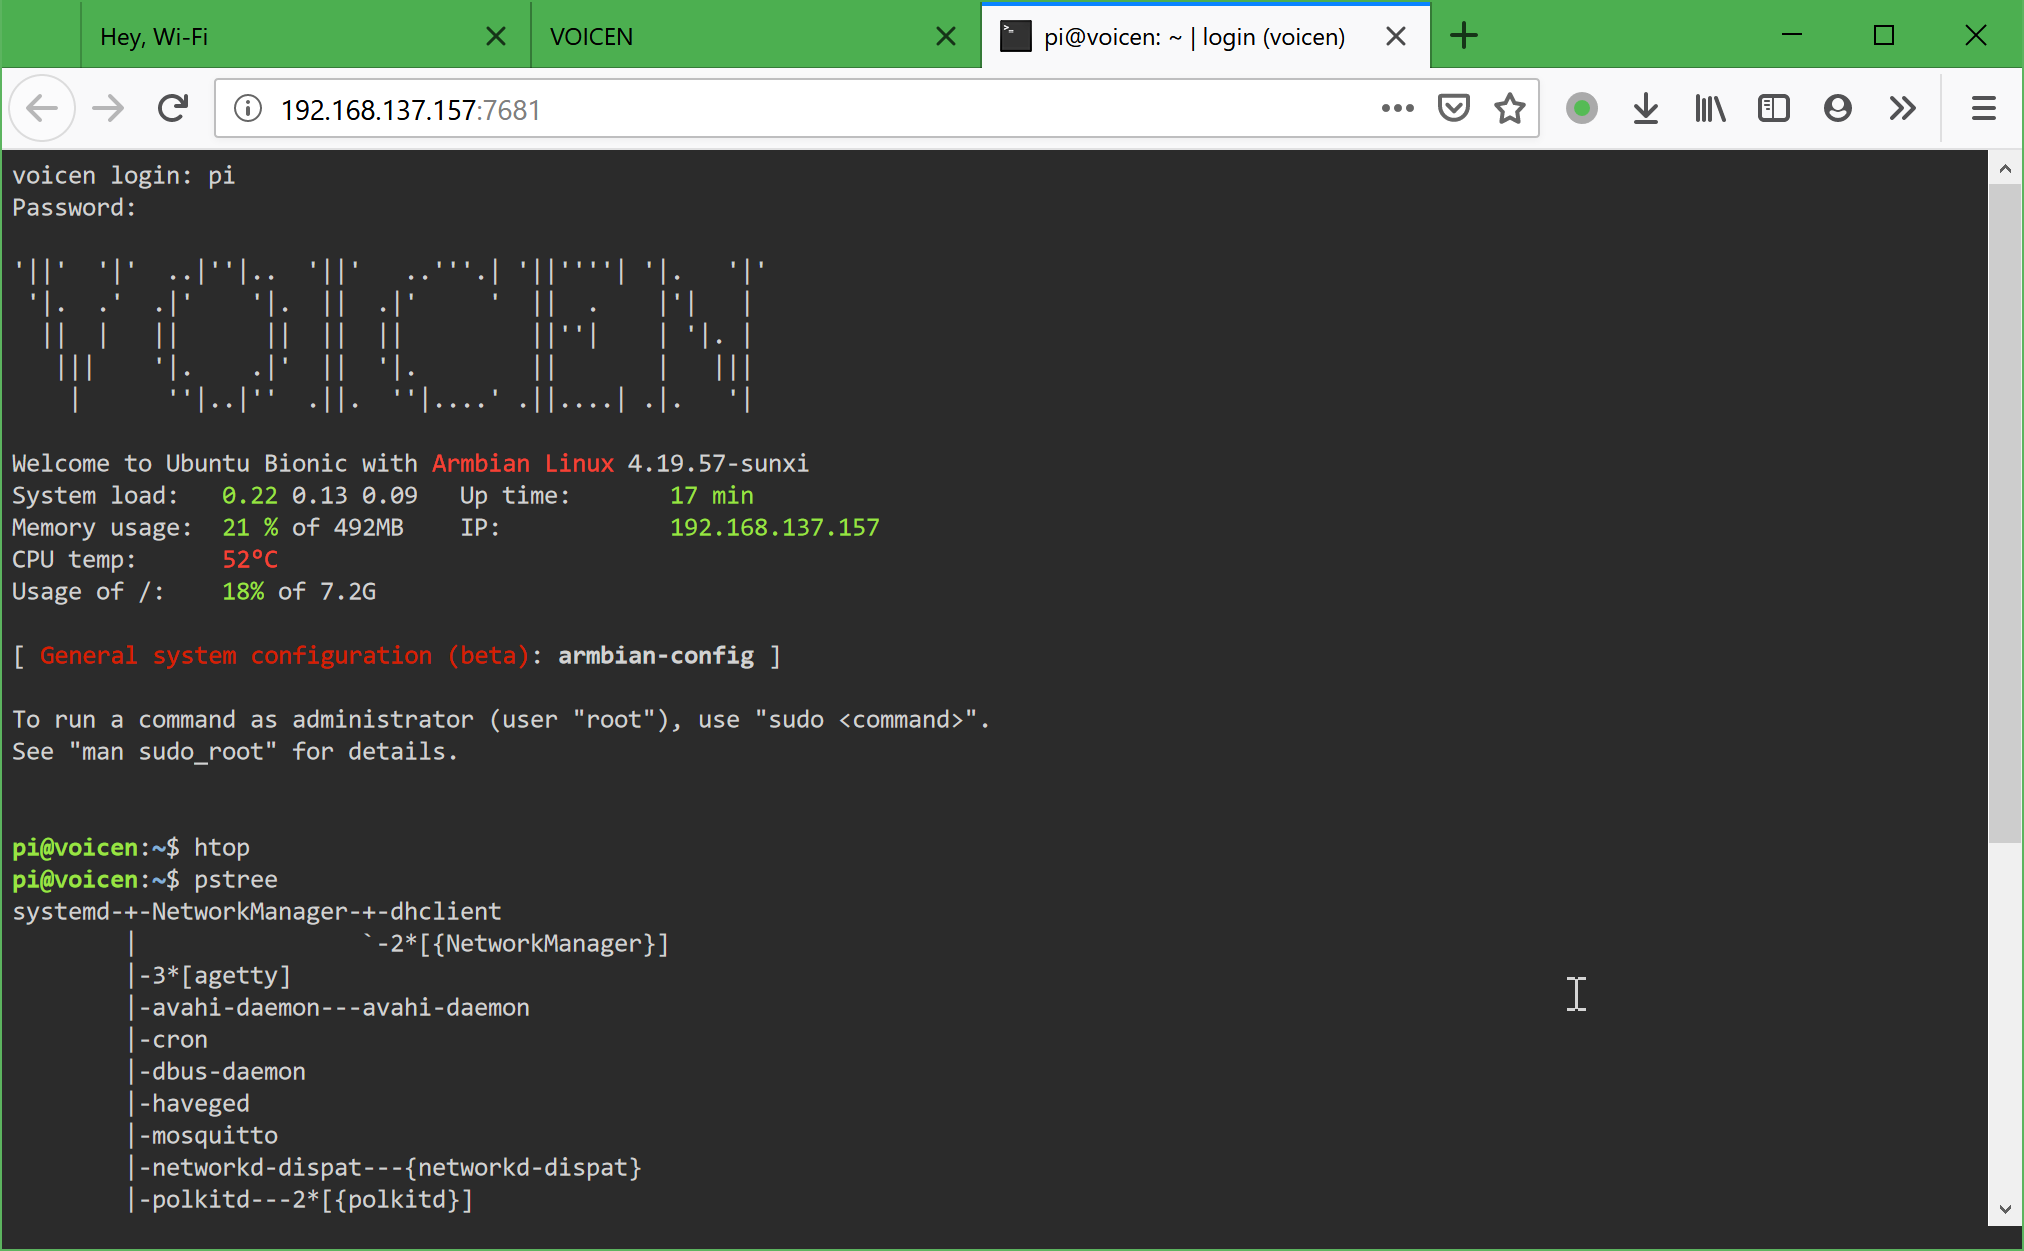 Hey, Wi-Fi
VOICEN
pi@voicen: ~ | login (voicen)
192.168.137.157:7681
voicen login: pi
Password:
'||'  '|'  ..|''|..  '||'   ..'''.| '||''''| '|.   '|'
 '|.  .'  .|'    '|.  ||  .|'     '  ||  .    |'|   |
  ||  |   ||      ||  ||  ||         ||''|    | '|. |
   |||    '|.    .|'  ||  '|.        ||       |   |||
    |      ''|..|''  .||.  ''|....' .||....| .|.   '|
Welcome to Ubuntu Bionic with Armbian Linux 4.19.57-sunxi
System load:   0.22 0.13 0.09   Up time:       17 min
Memory usage:  21 % of 492MB    IP:            192.168.137.157
CPU temp:      52°C
Usage of /:    18% of 7.2G
[ General system configuration (beta): armbian-config ]
To run a command as administrator (user "root"), use "sudo <command>".
See "man sudo_root" for details.
pi@voicen:~$ htop
pi@voicen:~$ pstree
systemd-+-NetworkManager-+-dhclient
        |                `-2*[{NetworkManager}]
        |-3*[agetty]
        |-avahi-daemon---avahi-daemon
        |-cron
        |-dbus-daemon
        |-haveged
        |-mosquitto
        |-networkd-dispat---{networkd-dispat}
        |-polkitd---2*[{polkitd}]